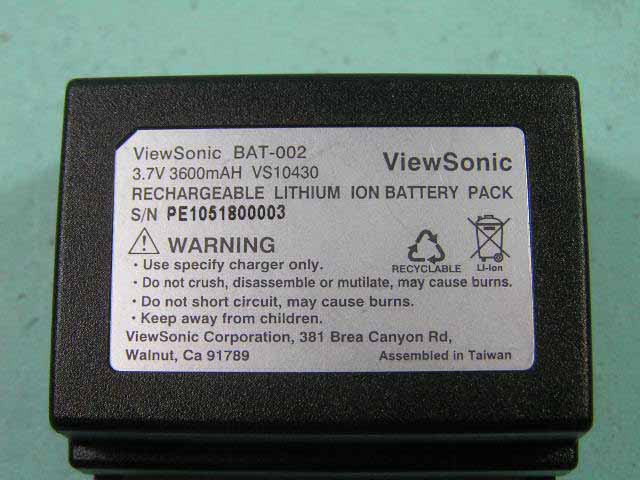 ViewSonic BAT-002
3.7V 3600mAH VS10430
ViewSonic
RECHARGEABLE LITHIUM ION BATTERY PACK
S/N PE1051800003
WARNING
RECYCLABLE
Li-Ion
• Use specify charger only.
• Do not crush, disassemble or mutilate, may cause burns.
• Do not short circuit, may cause burns.
• Keep away from children.
ViewSonic Corporation, 381 Brea Canyon Rd,
Walnut, Ca 91789
Assembled in Taiwan